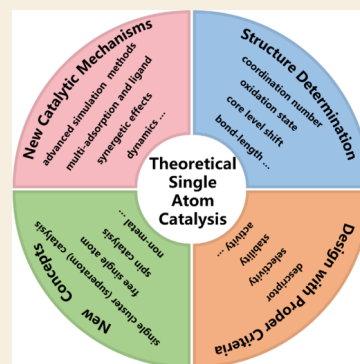 New Catalytic Mechanisms
advanced simulation methods
multi-adsorption and ligand
synergetic effects
dynamics ...
Structure Determination
coordination number
oxidation state
core level shift
bond-length ...
Theoretical
Single
Atom
Catalysis
New Concepts
single cluster (superatom) catalysis
free single atom
spin catalysis
non-metal ...
Design with Proper Criteria
descriptor
selectivity
stability
activity ...